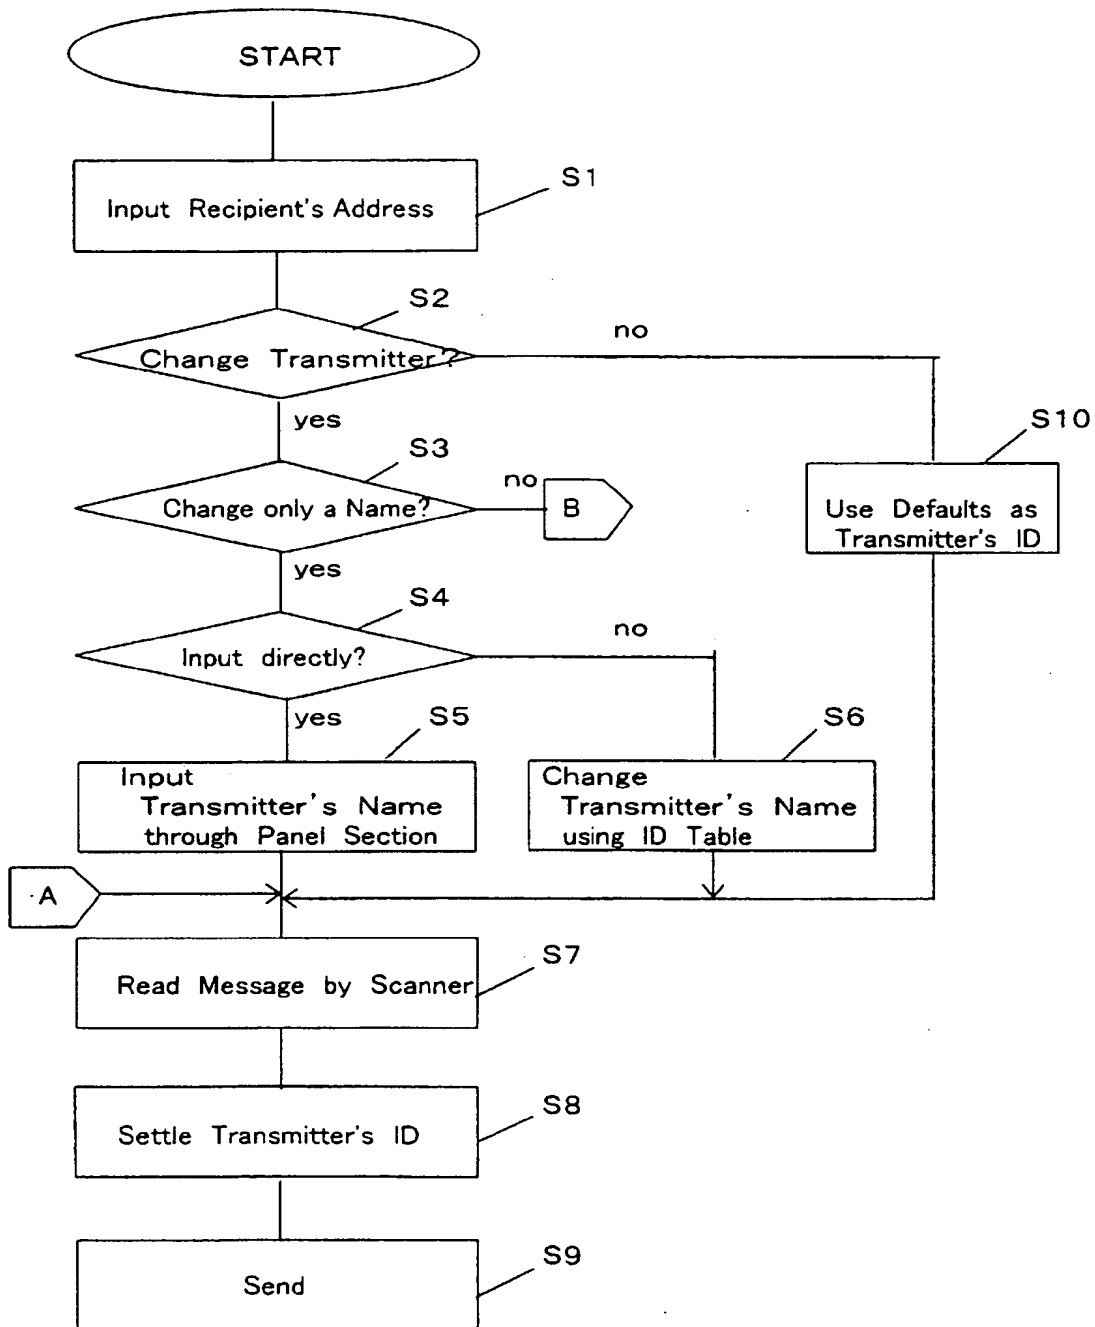 START
S1
Input Recipient's Address
S2
Change Transmitter?
no
yes
S10
S3
Change only a Name?
no
B
Use Defaults as
Transmitter's ID
yes
S4
Input directly?
no
yes
S5
S6
Input
Transmitter's Name
through Panel Section
Change
Transmitter's Name
using ID Table
A
S7
Read Message by Scanner
S8
Settle Transmitter's ID
S9
Send